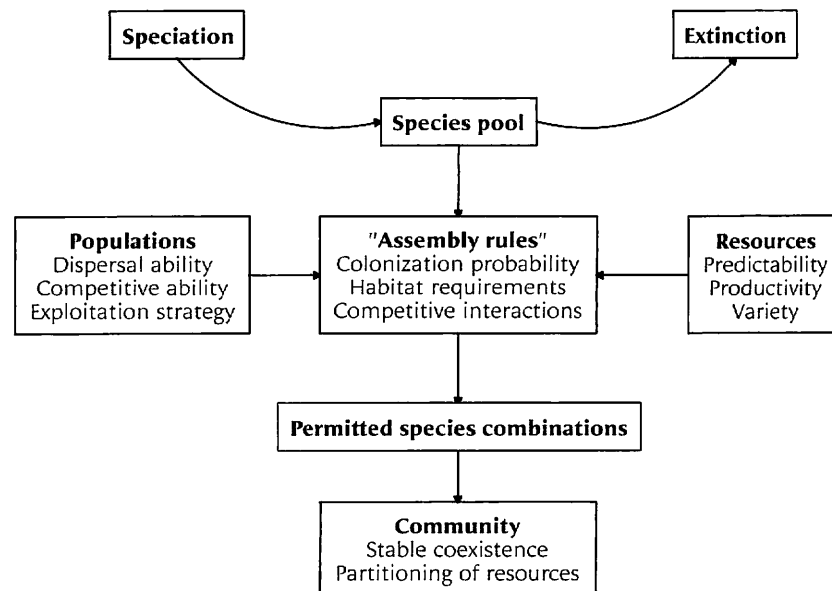 Speciation
Extinction
Species pool
Populations
Dispersal ability
Competitive ability
Exploitation strategy
"Assembly rules"
Colonization probability
Habitat requirements
Competitive interactions
Resources
Predictability
Productivity
Variety
Permitted species combinations
Community
Stable coexistence
Partitioning of resources